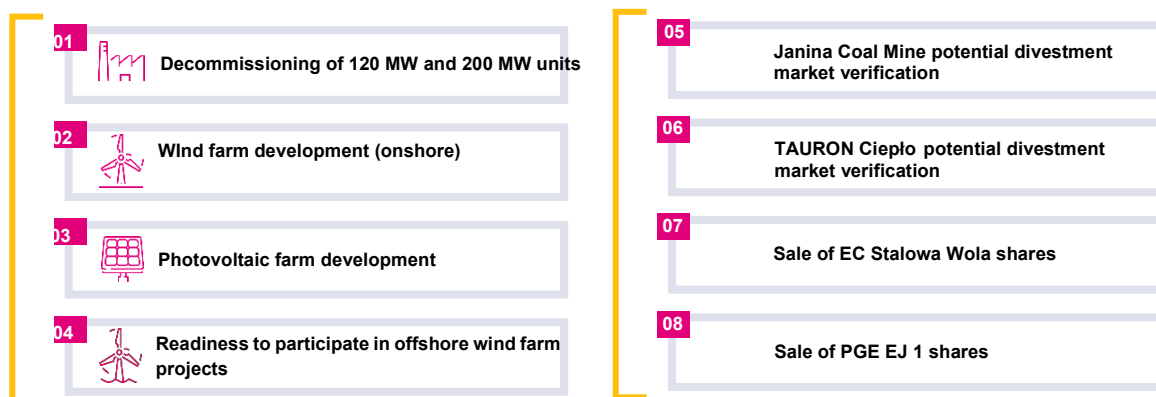 01
Decommissioning of 120 MW and 200 MW units
02
WInd farm development (onshore)
03
Photovoltaic farm development
04
Readiness to participate in offshore wind farm
projects
05
Janina Coal Mine potential divestment
market verification
06
TAURON Ciepło potential divestment
market verification
07
Sale of EC Stalowa Wola shares
08
Sale of PGE EJ 1 shares